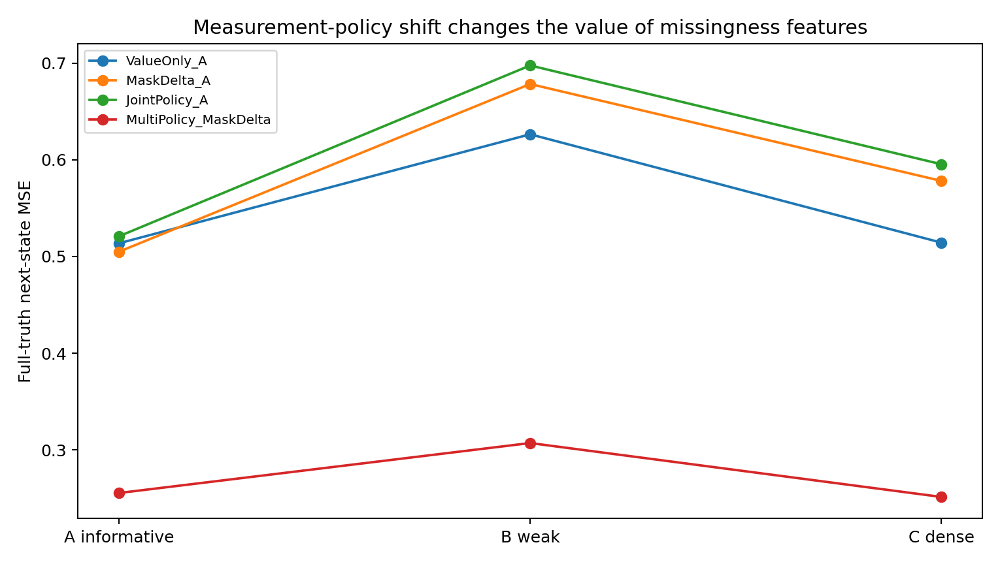 Measurement-policy shift changes the value of missingness features
ValueOnly_A
MaskDelta_A
JointPolicy_A
MultiPolicy_MaskDelta
Full-truth next-state MSE
0.7
0.6
0.5
0.4
0.3
A informative
B weak
C dense